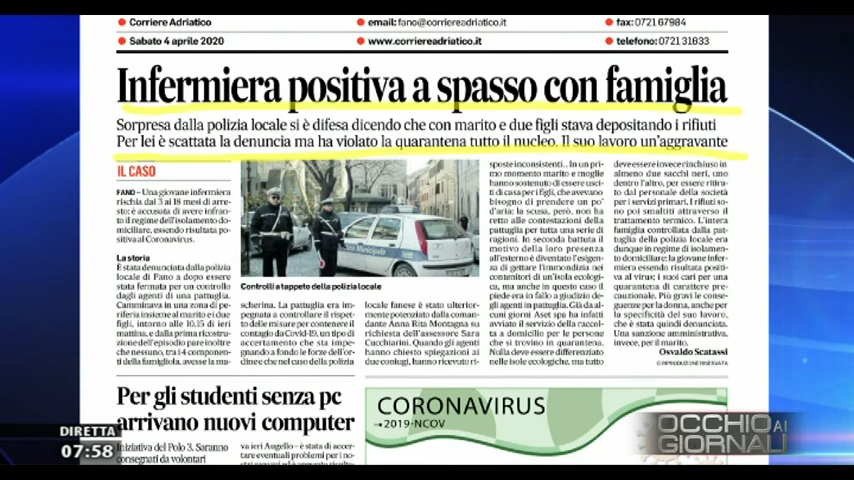 Corriere Adriatico
email: fano@corriereadriatico.it
fax: 0721 67984
Sabato 4 aprile 2020
www.corriereadriatico.it
telefono: 0721 31633
Infermiera positiva a spasso con famiglia
Sorpresa dalla polizia locale si è difesa dicendo che con marito e due figli stava depositando i rifiuti
Per lei è scattata la denuncia ma ha violato la quarantena tutto il nucleo. Il suo lavoro un'aggravante
IL CASO
FANO – Una giovane infermiera
rischia dai 3 ai 18 mesi di arre-
sto: è accusata di avere infran-
to il regime dell'isolamento do-
miciliare, essendo risultata po-
sitiva al Coronavirus.
La storia
È stata denunciata dalla polizia
locale di Fano a dopo essere
stata fermata per un controllo
dagli agenti di una pattuglia.
Camminava in una zona di pe-
riferia insieme al marito e i due
figli, intorno alle 10,15 di ieri
mattina, e dalla prima ricostru-
zione dell'episodio pare inoltre
che nessuno, tra i 4 componen-
ti della famigliola, avesse la ma-
Controlli a tappeto della polizia locale
scherina. La pattuglia era im-
pegnata a controllare il rispet-
to delle misure per contenere il
contagio da Covid-19, un tipo di
accertamento che sta impe-
gnando a fondo le forze dell'or-
dine e che nel caso della polizia
locale fanese è stato ulterior-
mente potenziato dalla coman-
dante Anna Rita Montagna su
richiesta dell'assessore Sara
Cucchiarini. Quando gli agenti
hanno chiesto spiegazioni ai
due coniugi, hanno ricevuto ri-
sposte inconsistenti.. In un pri-
mo momento marito e moglie
hanno sostenuto di essere usci-
ti di casa per i figli, che avevano
bisogno di prendere un po'
d'aria: la scusa, però, non ha
retto alle contestazioni della
pattuglia per tutta una serie di
ragioni. In seconda battuta il
motivo della loro presenza
all'esterno è diventato l'esigen-
za di gettare l'immondizia nei
contenitori di un'isola ecologi-
ca, ma anche in questo caso il
piede era in fallo a giudizio de-
gli agenti in pattuglia. Già da al-
cuni giorni Aset spa ha infatti
avviato il servizio della raccol-
ta a domicilio per le persone
che si trovino in quarantena.
Nulla deve essere differenziato
nelle isole ecologiche, ma tutto
deve essere invece rinchiuso in
almeno due sacchi neri, uno
dentro l'altro, per essere ritira-
to dal personale della società
per i servizi primari. I rifiuti so-
no poi smaltiti attraverso il
trattamento termico. L'intera
famiglia controllata dalla pat-
tuglia della polizia locale era
dunque in regime di isolamen-
to domiciliare: la giovane infer-
miera essendo risultata positi-
va al virus; i suoi cari per una
quarantena di carattere pre-
cauzionale. Più gravi le conse-
guenze per la donna, anche per
la specificità del suo lavoro,
che è stata quindi denunciata.
Una sanzione amministrativa,
invece, per il marito.
Osvaldo Scatassi
© RIPRODUZIONE RISERVATA
Per gli studenti senza pc
arrivano nuovi computer
Iniziativa del Polo 3. Saranno
consegnati da volontari
va ieri Augello – è stata di accer-
tare eventuali problemi per i no-
CORONAVIRUS
→2019-NCOV
OCCHIO AI
GIORNALI
DIRETTA
07:58